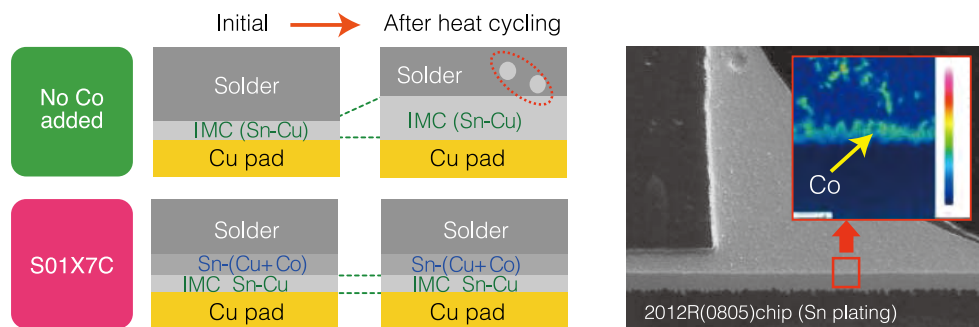 Initial
After heat cycling
No Co
added
Solder
IMC (Sn-Cu)
Cu pad
Solder
IMC (Sn-Cu)
Cu pad
S01X7C
Solder
Sn-(Cu+Co)
IMC Sn-Cu
Cu pad
Solder
Sn-(Cu+Co)
IMC Sn-Cu
Cu pad
Co
2012R(0805)chip (Sn plating)